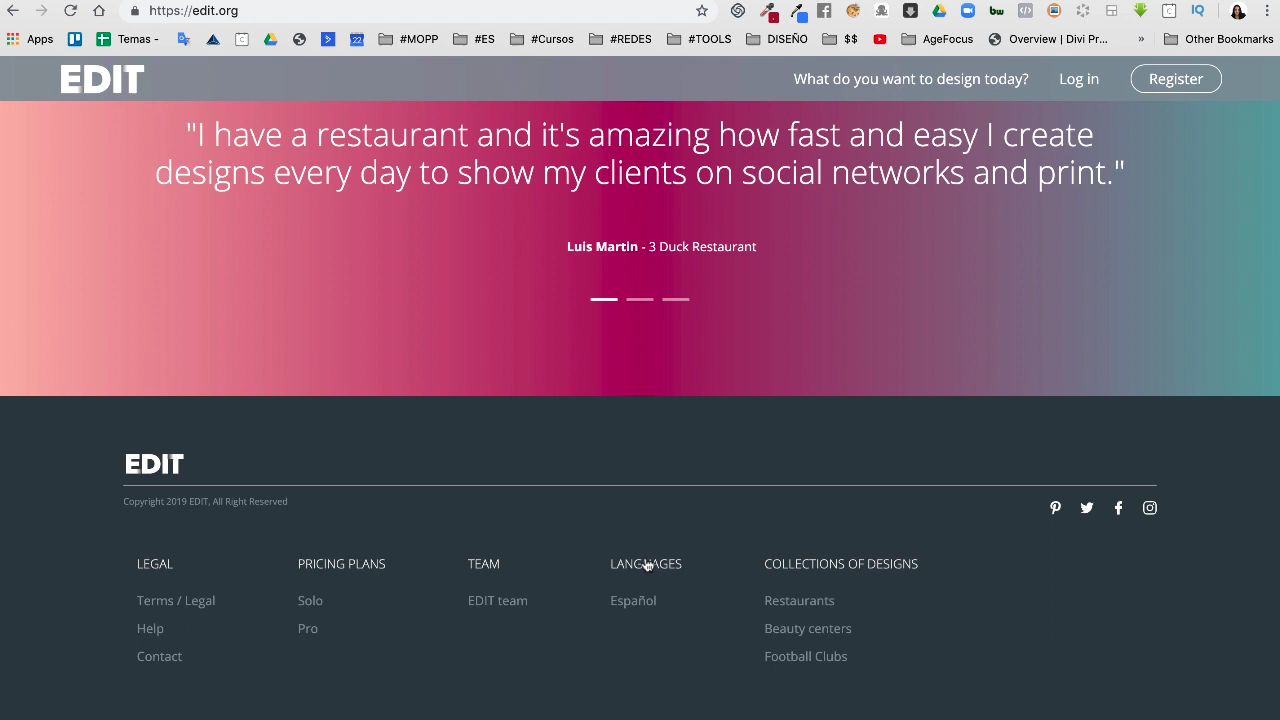 https://edit.org
Apps
Temas -
22
#MOPP
#ES
#Cursos
#REDES
#TOOLS
DISEÑO
$$
AgeFocus
Overview | Divi Pr...
»
Other Bookmarks
bw
IQ
EDIT
What do you want to design today?
Log in
Register
"I have a restaurant and it's amazing how fast and easy I create
designs every day to show my clients on social networks and print."
Luis Martin - 3 Duck Restaurant
EDIT
Copyright 2019 EDIT, All Right Reserved
LEGAL
Terms / Legal
Help
Contact
PRICING PLANS
Solo
Pro
TEAM
EDIT team
LANGUAGES
Español
COLLECTIONS OF DESIGNS
Restaurants
Beauty centers
Football Clubs